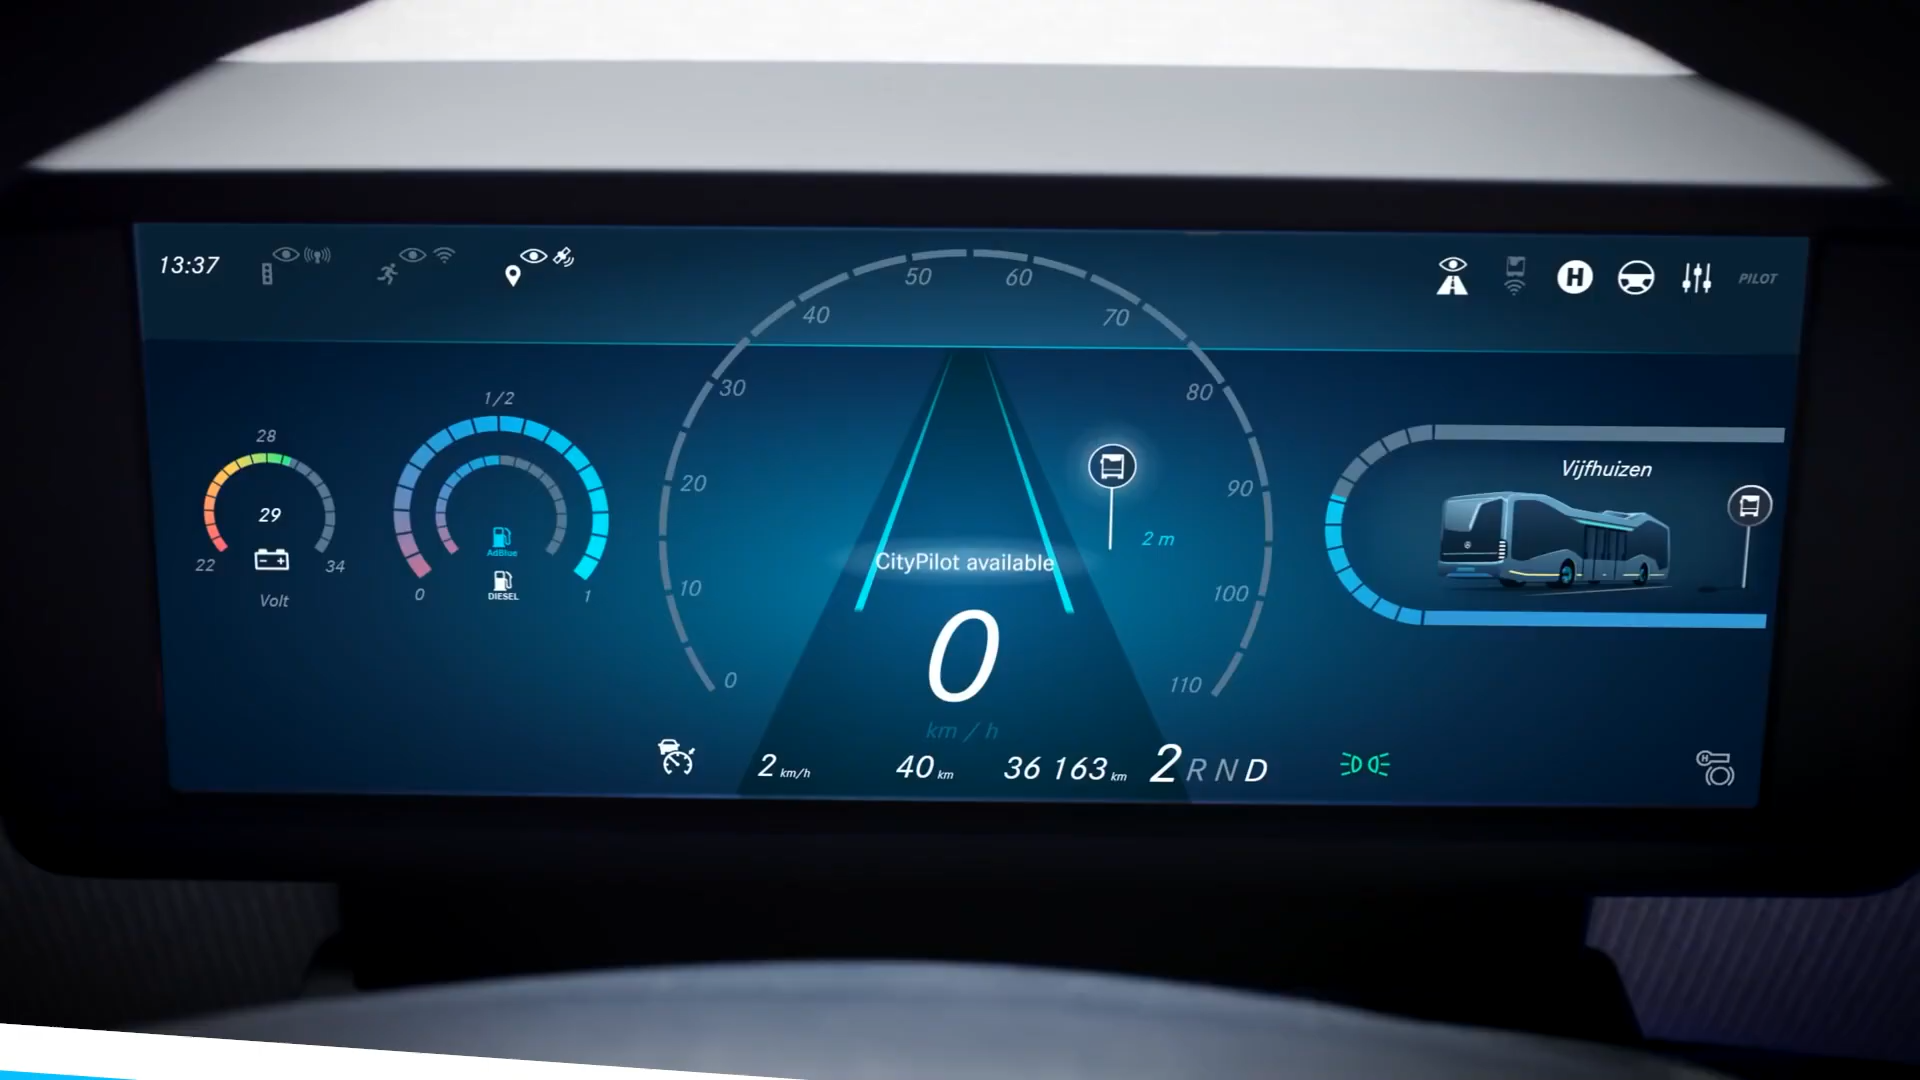 13:37
H
PILOT
50
60
40
70
30
80
20
90
10
100
0
110
28
29
22
34
Volt
1/2
AdBlue
DIESEL
0
1
2 m
CityPilot available
0
km / h
Vijfhuizen
2 km/h
40 km
36 163 km
2 R N D
H